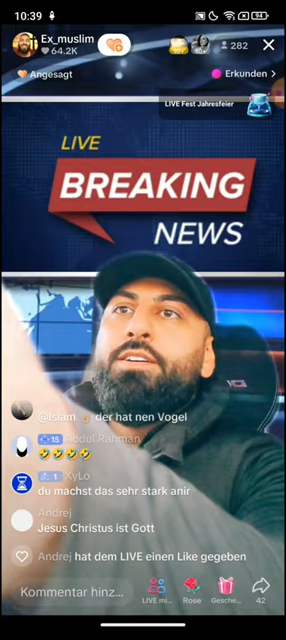 10:39
94
Ex_muslim
64.2K
282
Angesagt
Erkunden >
LIVE Fest Jahresfeier
LIVE
BREAKING
NEWS
@Islam der hat nen Vogel
15 Abdul Rahman
🤣🤣🤣🤣
1 XyLo
du machst das sehr stark anir
Andrej
Jesus Christus ist Gott
Andrej hat dem LIVE einen Like gegeben
Kommentar hinz...
LIVE mi...
Rose
Gesche...
42